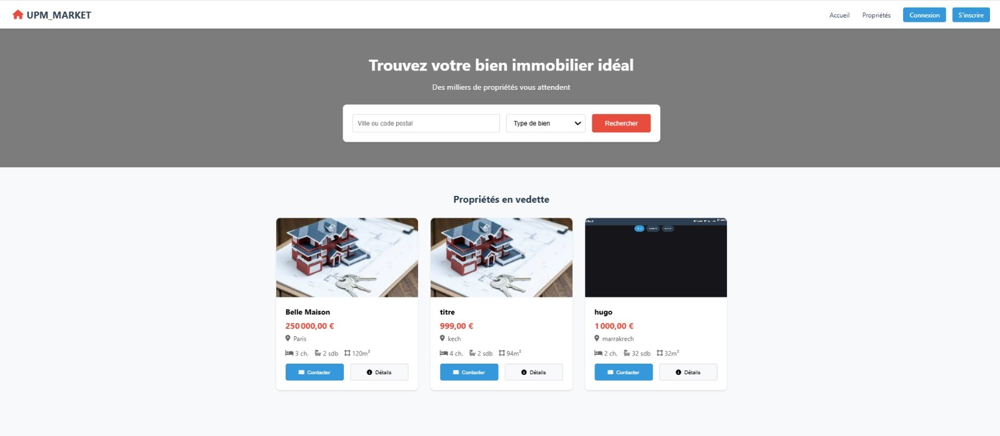 UPM_MARKET
Accueil Propriétés Connexion S'inscrire
Trouvez votre bien immobilier idéal
Des milliers de propriétés vous attendent
Ville ou code postal Type de bien Rechercher
Propriétés en vedette
Belle Maison
250 000,00 €
Paris
3 ch. 2 sdb 120m²
Contacter Détails
titre
999,00 €
kech
4 ch. 2 sdb 94m²
Contacter Détails
hugo
1 000,00 €
marrakrech
2 ch. 32 sdb 32m²
Contacter Détails